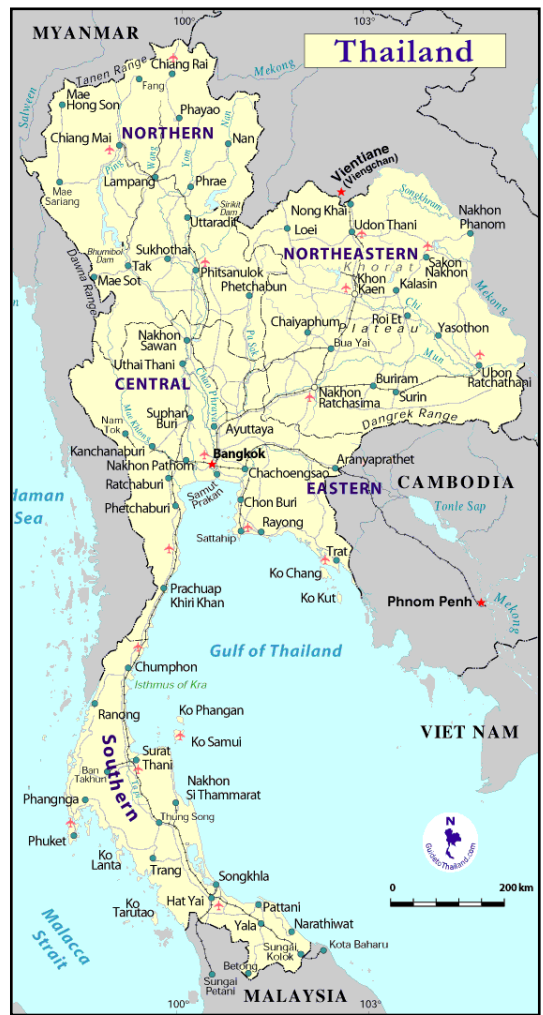 100°
103°
MYANMAR
Thailand
Tanen Range
Chiang Rai
Mekong
Fang
Salween
Mae
Hong Son
Phayao
NORTHERN
Nan
Chiang Mai
Nan
Ping
Wang
Yom
Vientiane
(Viengchan)
Lampang
Phrae
Mae
Sariang
Songkhram
Sirikit
Dam
Nong Khai
Nakhon
Phanom
Uttaradit
Loei
Udon Thani
Bhumibol
Dam
Sukhothai
NORTHEASTERN
Dawna Range
Tak
Phitsanulok
Khorat
Sakon
Nakhon
Mae Sot
Phetchabun
Khon
Kaen
Kalasin
Mekong
Chi
Chaiyaphum
Roi Et
Plateau
Yasothon
Nakhon
Sawan
Pa Sak
Bua Yai
Mun
Uthai Thani
Ubon
Ratchathani
CENTRAL
Chao Phraya
Nakhon
Ratchasima
Buriram
Surin
Suphan
Buri
Mae Khlong
Dangrek Range
Nam
Tok
Ayuttaya
Kanchanaburi
Bangkok
Aranyaprathet
Nakhon Pathom
Chachoengsao
Ratchaburi
EASTERN
CAMBODIA
Samut
Prakan
daman
Sea
Phetchaburi
Chon Buri
Tonle Sap
Rayong
Sattahip
Trat
Ko Chang
Prachuap
Khiri Khan
Ko Kut
Phnom Penh
Mekong
Gulf of Thailand
Chumphon
Isthmus of Kra
Ranong
Ko Phangan
VIET NAM
Ko Samui
Southern
Surat
Thani
Ban
Takhun
Tapi
Nakhon
Si Thammarat
Phangnga
Thung Song
N
GuidetoThailand.com
Phuket
Ko
Lanta
Trang
Songkhla
0
200 km
Ko
Tarutao
Hat Yai
Pattani
Malacca
Strait
Yala
Narathiwat
Sungai
Kolok
Kota Baharu
Betong
Sungai
Petani
MALAYSIA
100°
103°